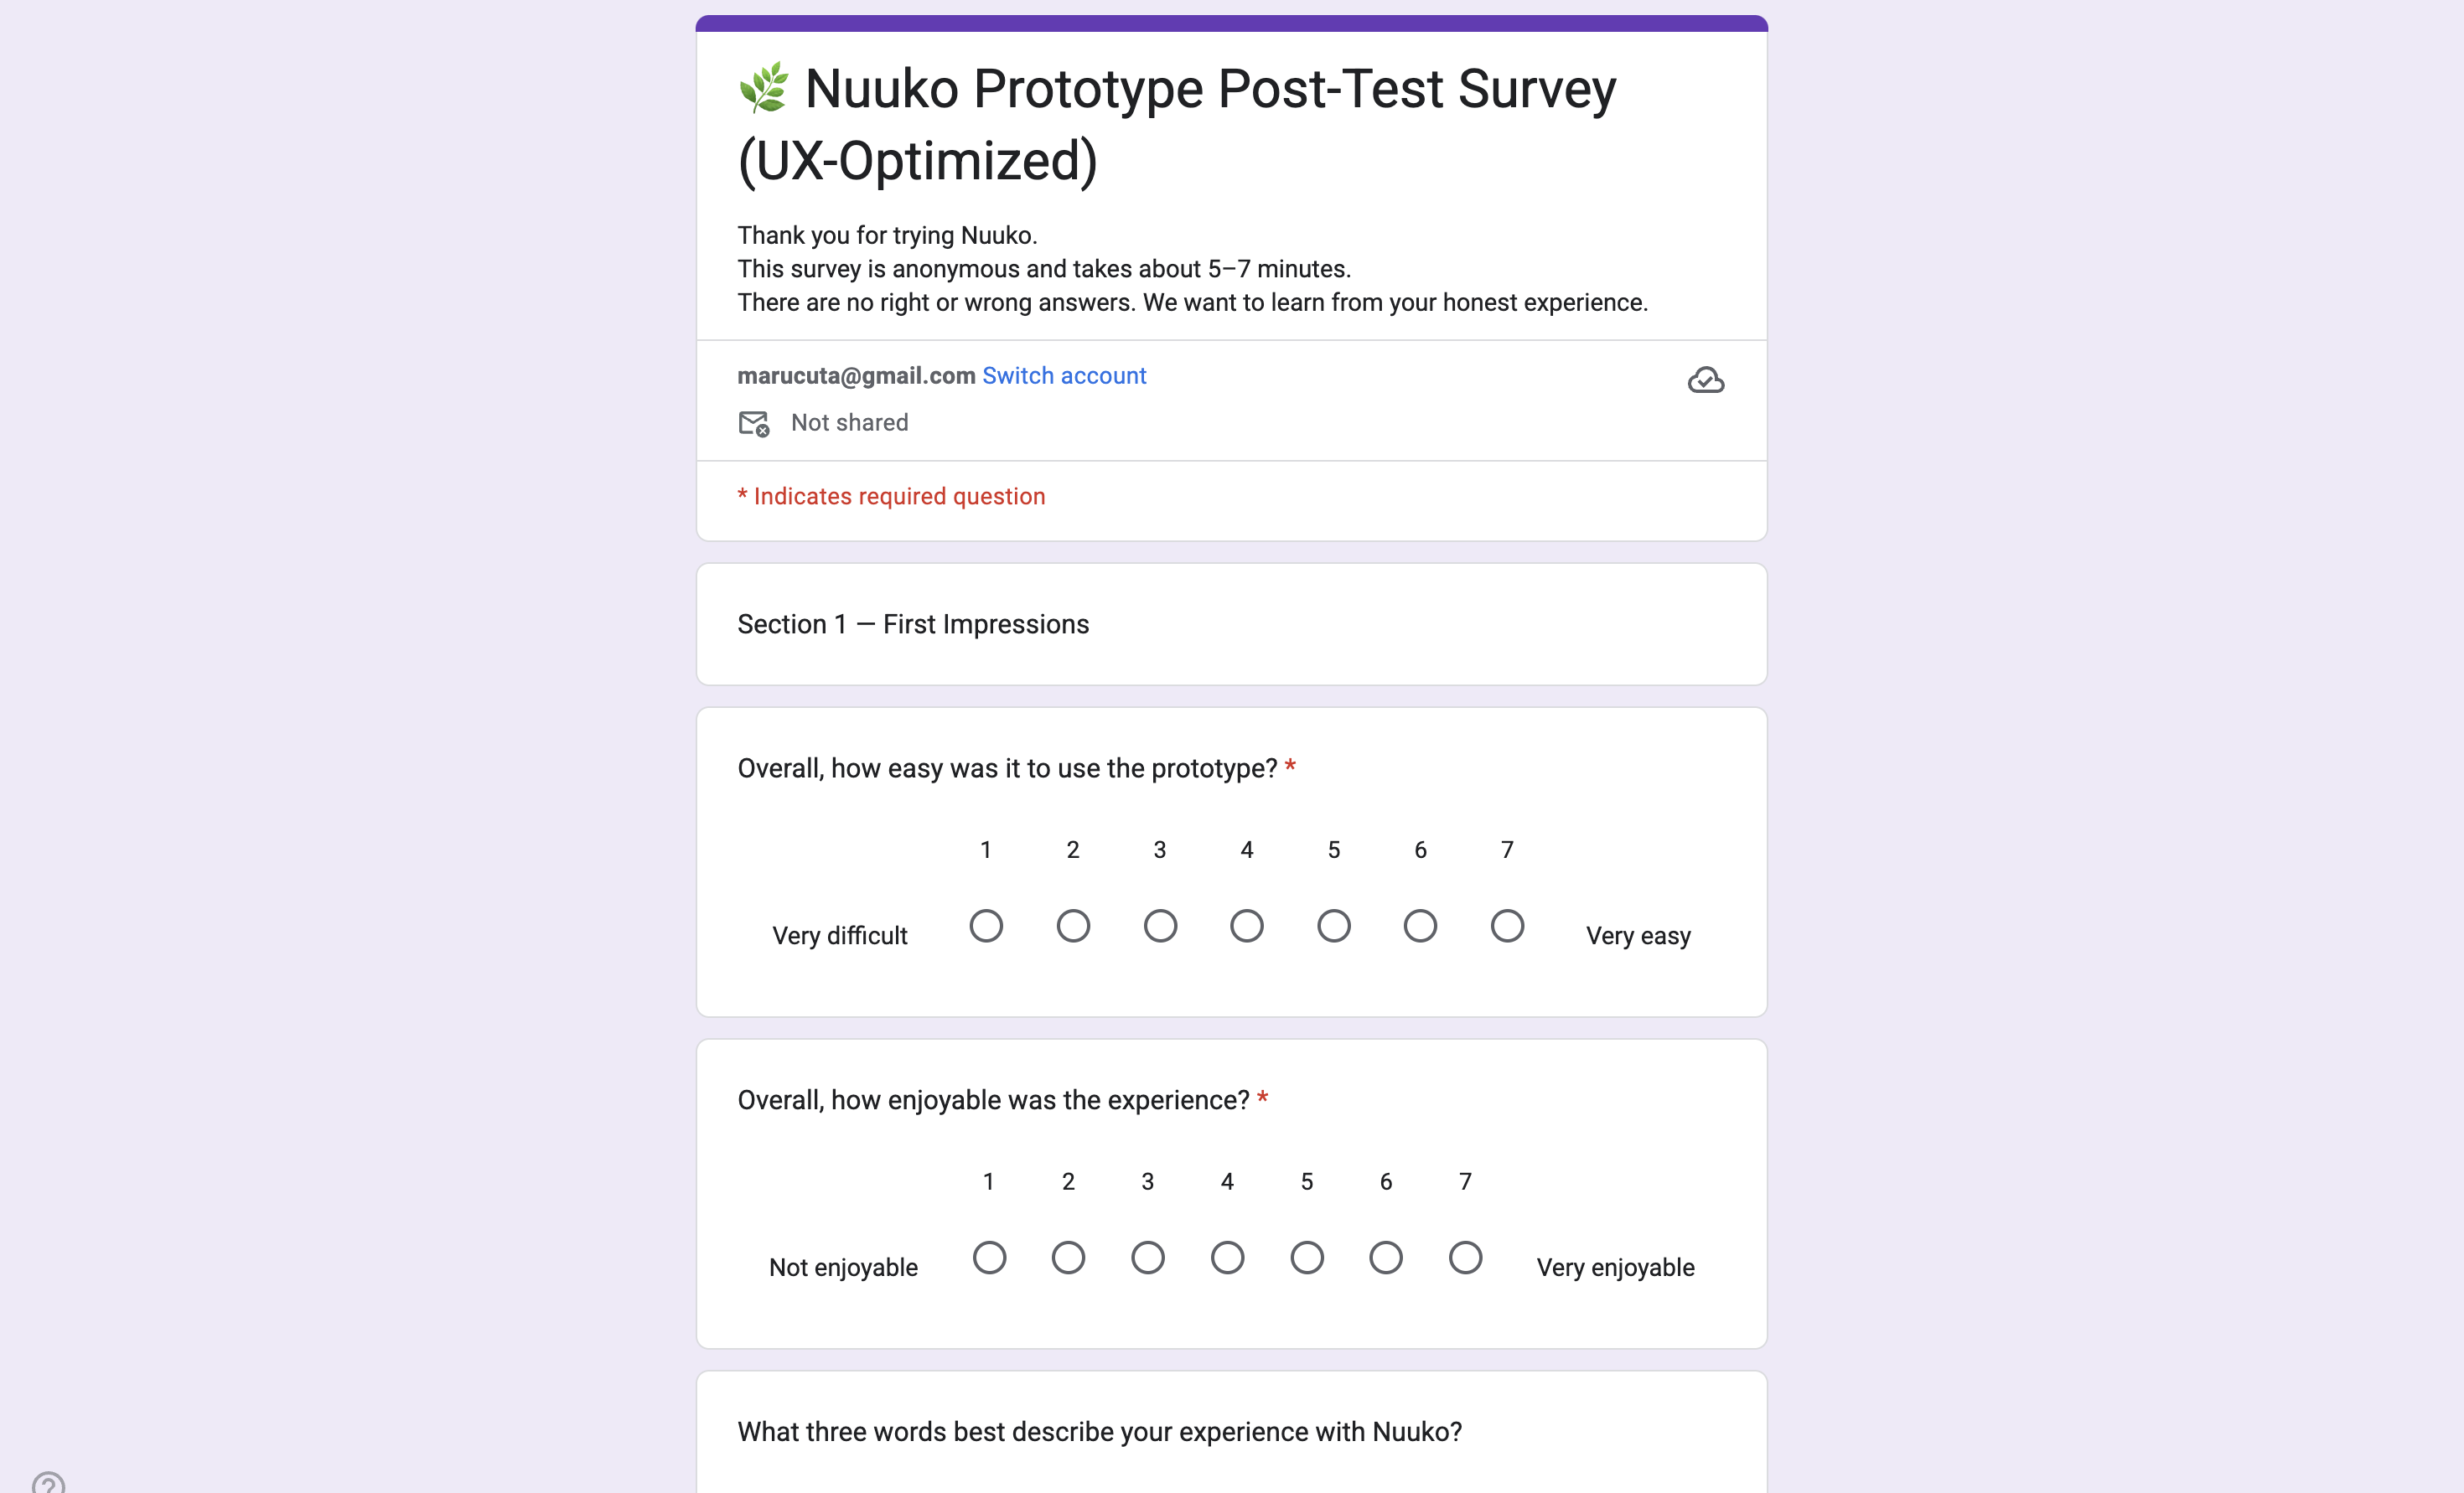 🌿 Nuuko Prototype Post-Test Survey
(UX-Optimized)
Thank you for trying Nuuko.
This survey is anonymous and takes about 5–7 minutes.
There are no right or wrong answers. We want to learn from your honest experience.
marucuta@gmail.com Switch account
Not shared
* Indicates required question
Section 1 — First Impressions
Overall, how easy was it to use the prototype? *
1 2 3 4 5 6 7
Very difficult Very easy
Overall, how enjoyable was the experience? *
1 2 3 4 5 6 7
Not enjoyable Very enjoyable
What three words best describe your experience with Nuuko?